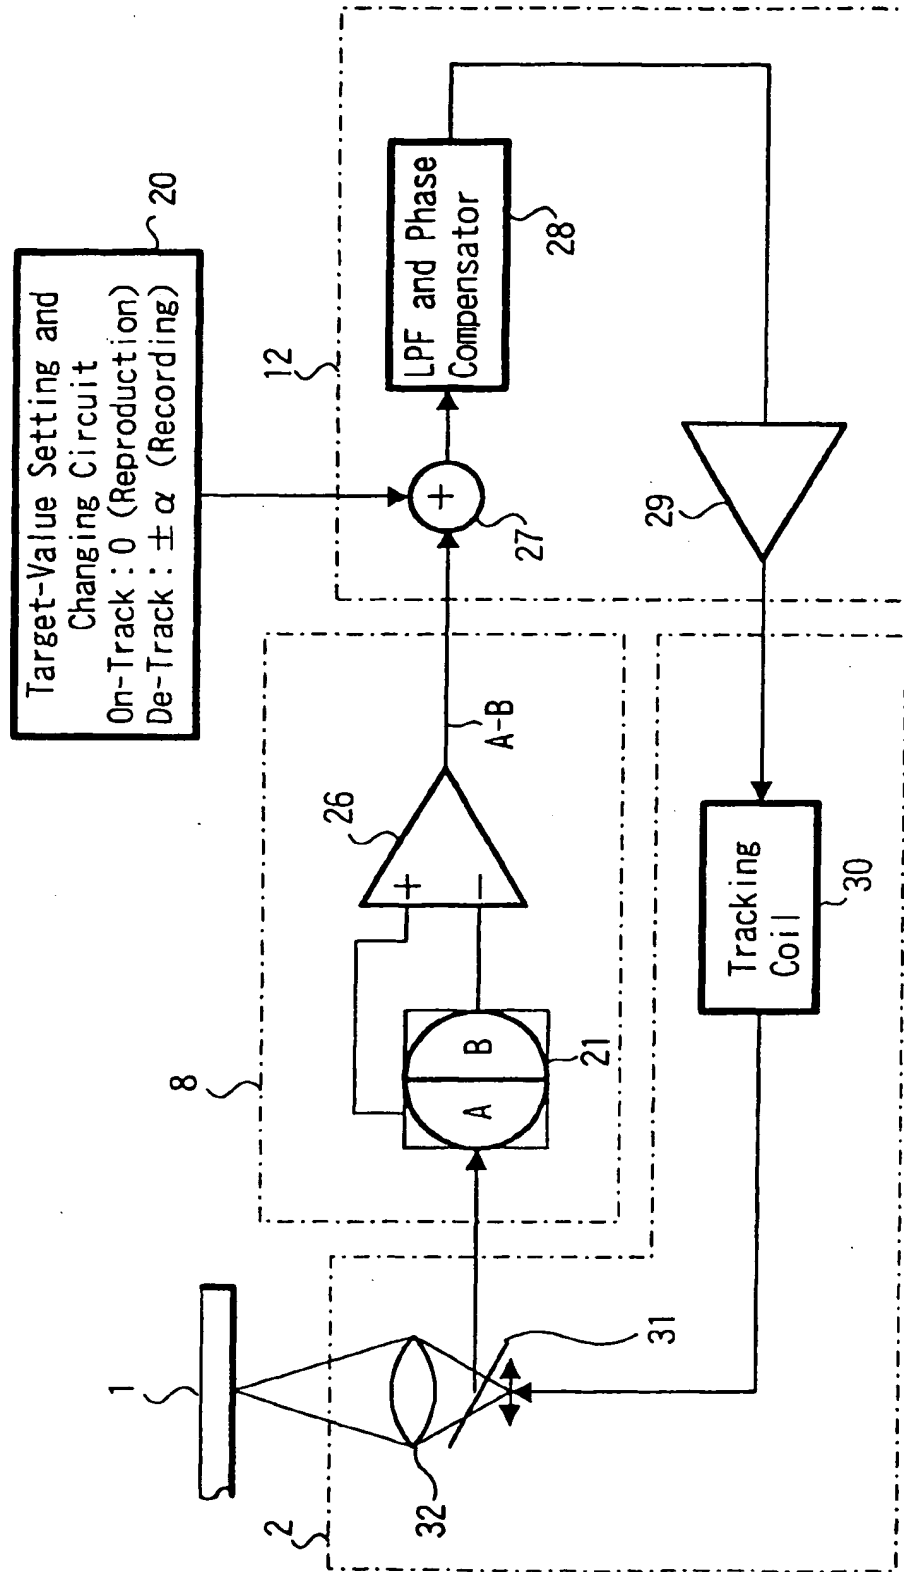 Target-Value Setting and
Changing Circuit
On-Track : 0 (Reproduction)
De-Track : ± α (Recording)
20
12
LPF and Phase
Compensator
28
+
27
29
A-B
26
+
−
8
A
B
21
Tracking
Coil
30
1
31
32
2